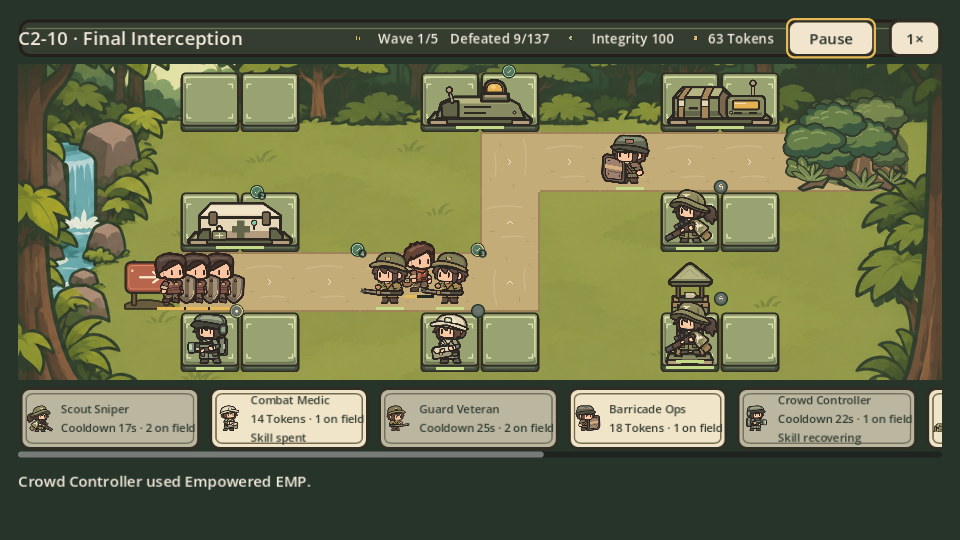 C2-10 · Final Interception
Wave 1/5
Defeated 9/137
Integrity 100
63 Tokens
Pause
1×
Scout Sniper
Cooldown 17s · 2 on field
Combat Medic
14 Tokens · 1 on field
Skill spent
Guard Veteran
Cooldown 25s · 2 on field
Barricade Ops
18 Tokens · 1 on field
Crowd Controller
Cooldown 22s · 1 on field
Skill recovering
Crowd Controller used Empowered EMP.